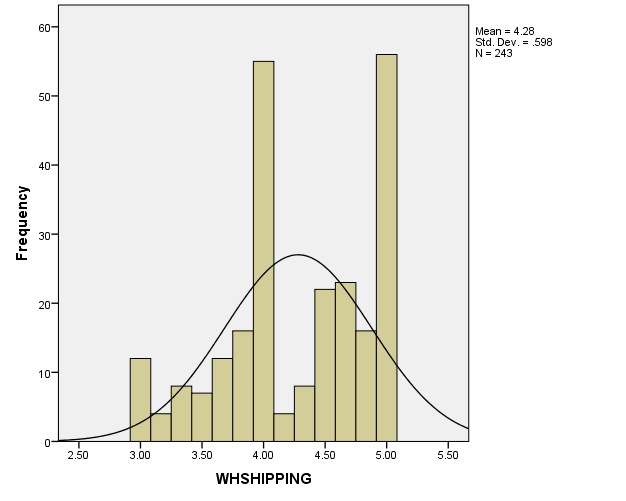 60
50
40
30
20
10
0
Frequency
2.50 3.00 3.50 4.00 4.50 5.00 5.50
WHSHIPPING
Mean = 4.28
Std. Dev. = .598
N = 243